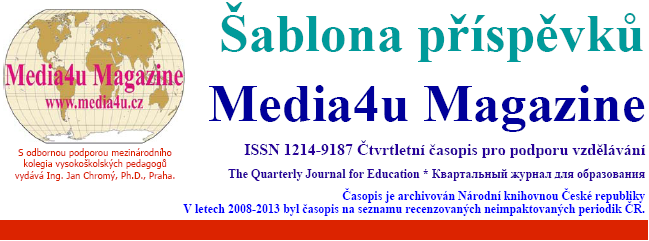 Šablona příspěvků
Media4u Magazine
www.media4u.cz
Media4u Magazine
S odbornou podporou mezinárodního
kolegia vysokoškolských pedagogů
vydává Ing. Jan Chromý, Ph.D., Praha.
ISSN 1214-9187 Čtvrtletní časopis pro podporu vzdělávání
The Quarterly Journal for Education * Квартальный журнал для образования
Časopis je archivován Národní knihovnou České republiky
V letech 2008-2013 byl časopis na seznamu recenzovaných neimpaktovaných periodik ČR.